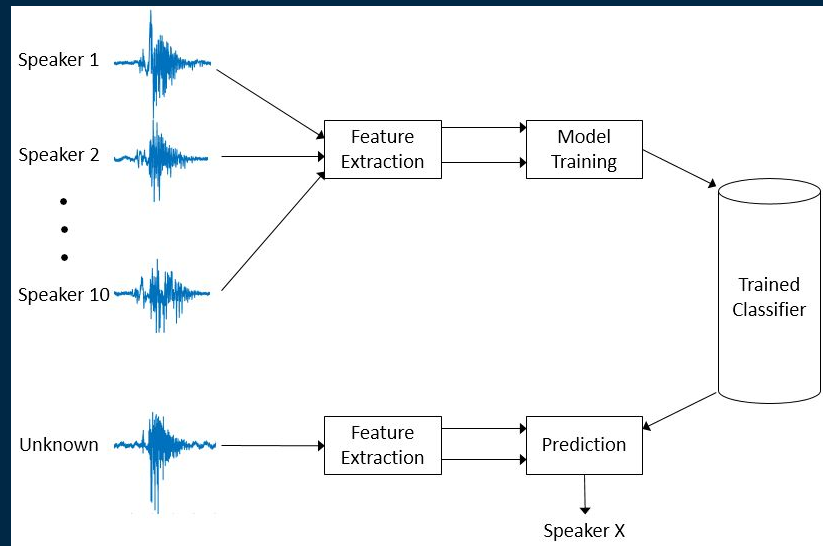 Speaker 1
Feature
Extraction
Model
Training
Speaker 2
Speaker 10
Trained
Classifier
Unknown
Feature
Extraction
Prediction
Speaker X